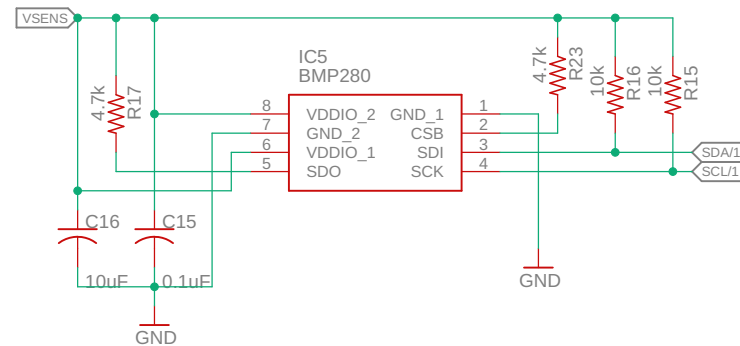 VSENS
IC5
BMP280
4.7k
R17
4.7k
R23
10k
R16
10k
R15
8 VDDIO_2 GND_1 1
7 GND_2 CSB 2
6 VDDIO_1 SDI 3
5 SDO SCK 4
SDA/1
SCL/1
C16
C15
10uF
0.1uF
GND
GND